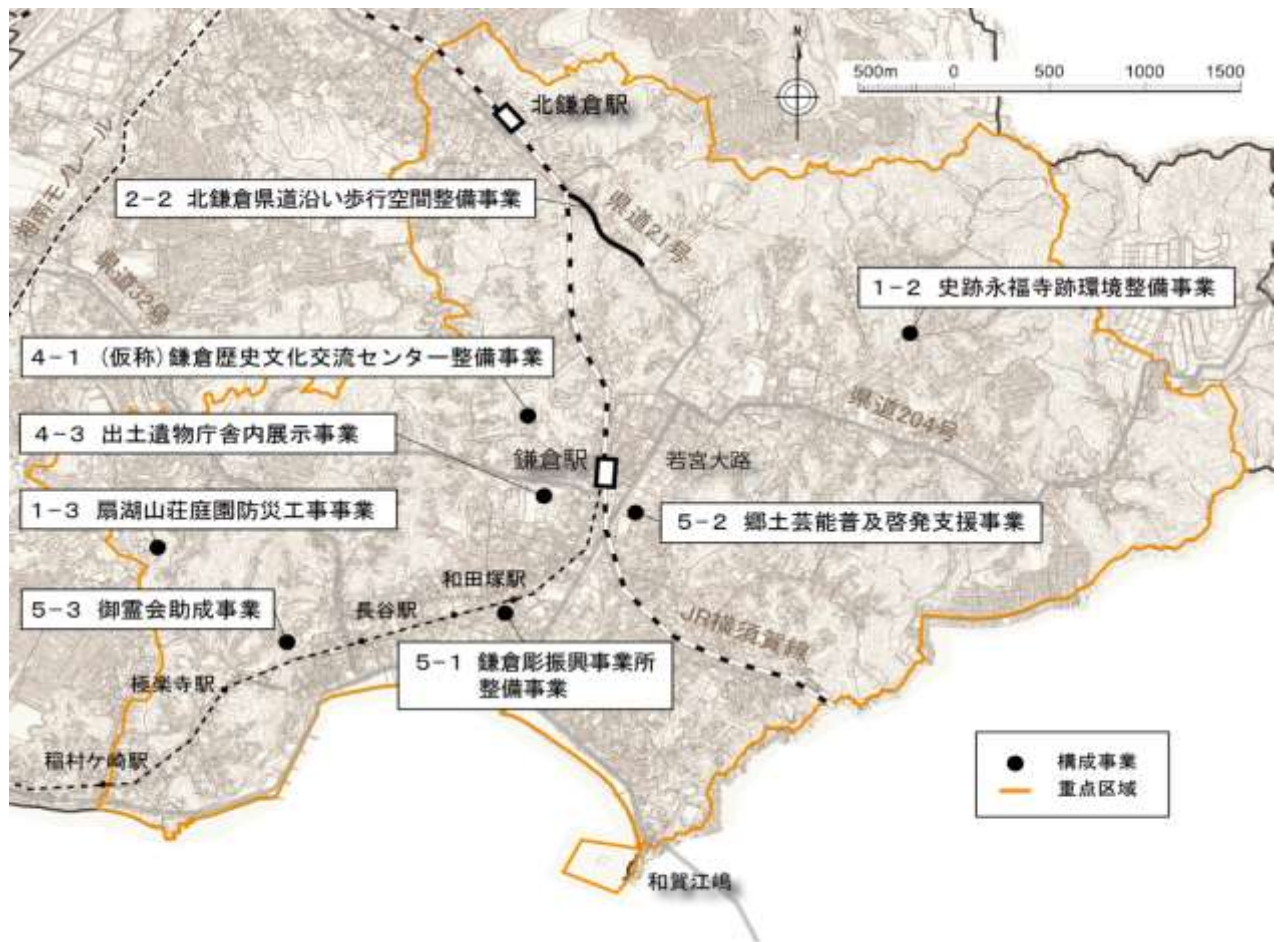 N
500m 0 500 1000 1500
北鎌倉駅
湘南モノレール
2-2 北鎌倉県道沿い歩行空間整備事業
県道21号
県道32号
1-2 史跡永福寺跡環境整備事業
4-1 (仮称)鎌倉歴史文化交流センター整備事業
県道204号
4-3 出土遺物庁舎内展示事業
鎌倉駅
若宮大路
1-3 扇湖山荘庭園防災工事事業
5-2 郷土芸能普及啓発支援事業
和田塚駅
5-3 御霊会助成事業
長谷駅
JR横須賀線
5-1 鎌倉彫振興事業所
整備事業
極楽寺駅
稲村ケ崎駅
構成事業
重点区域
和賀江嶋